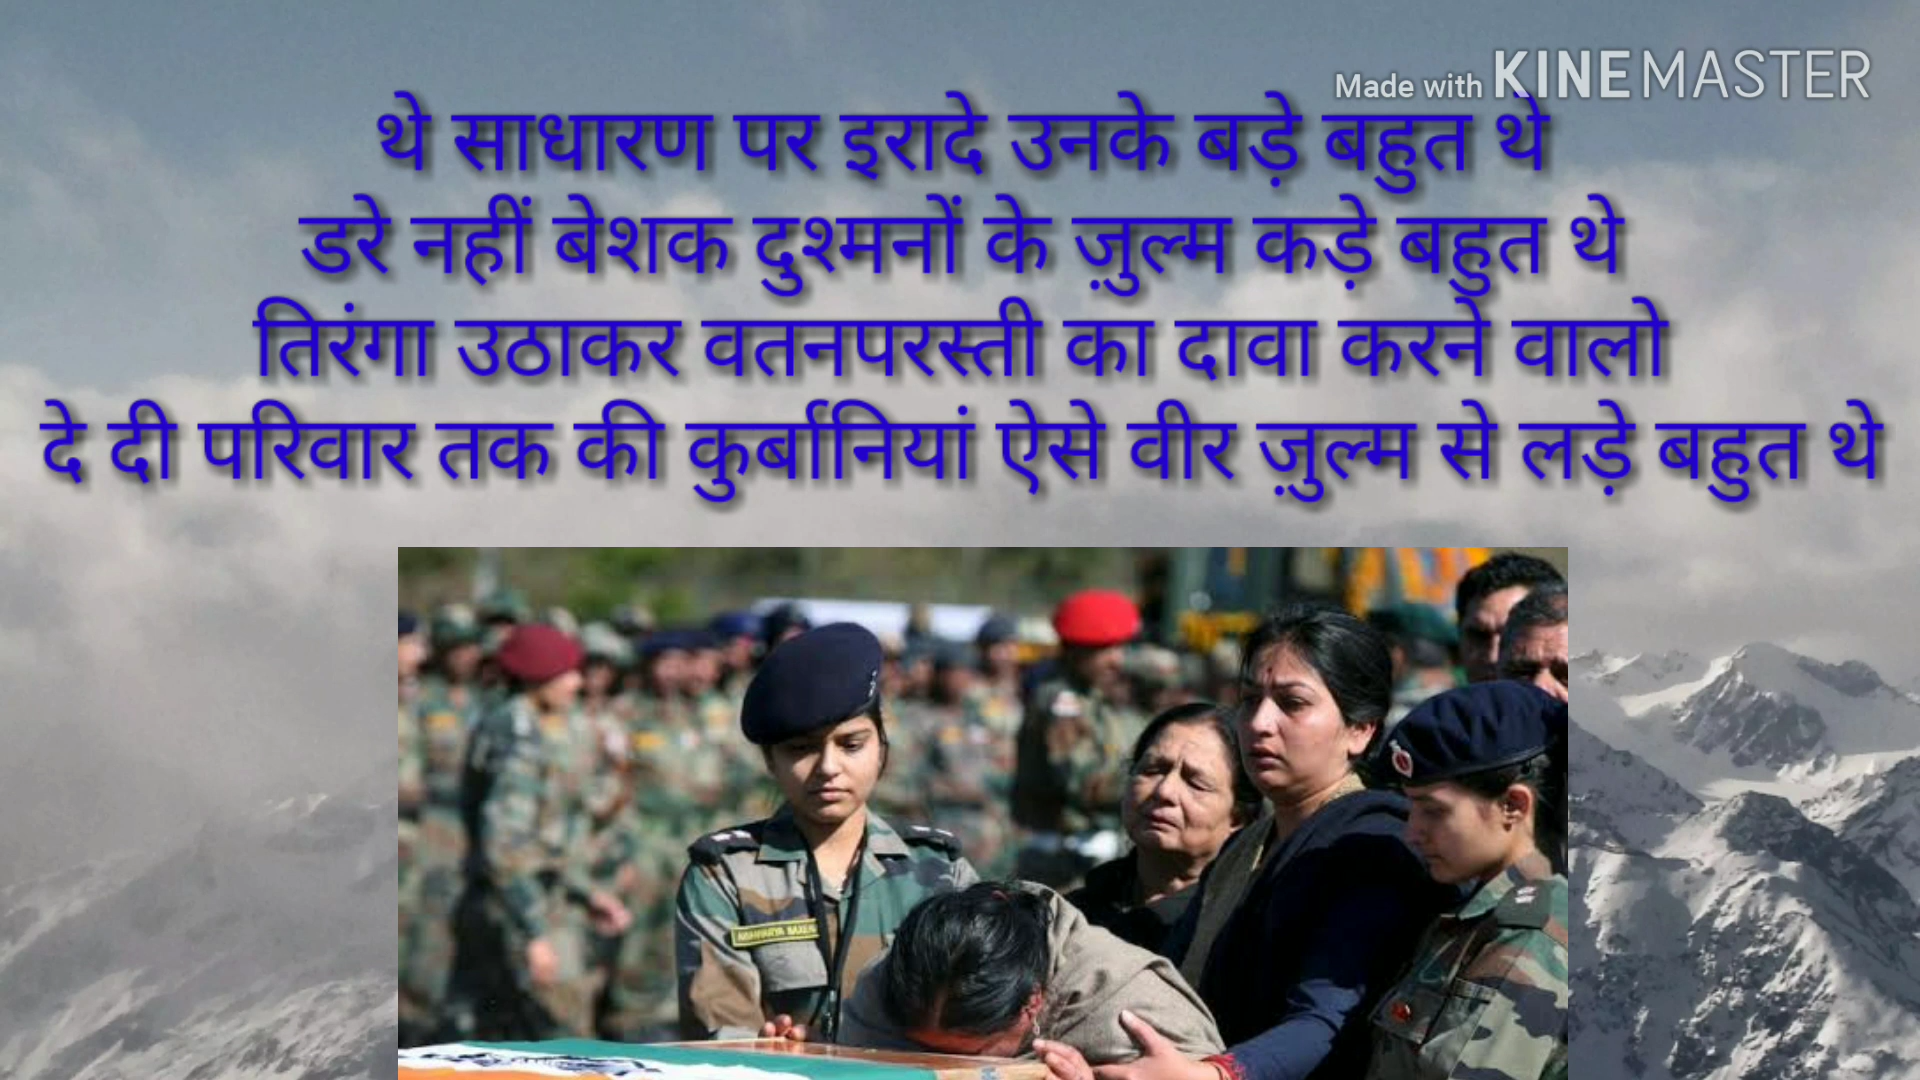 Made with KINEMASTER
थे साधारण पर इरादे उनके बड़े बहुत थे
डरे नहीं बेशक दुश्मनों के ज़ुल्म कड़े बहुत थे
तिरंगा उठाकर वतनपरस्ती का दावा करने वालो
दे दी परिवार तक की कुर्बानियां ऐसे वीर ज़ुल्म से लड़े बहुत थे